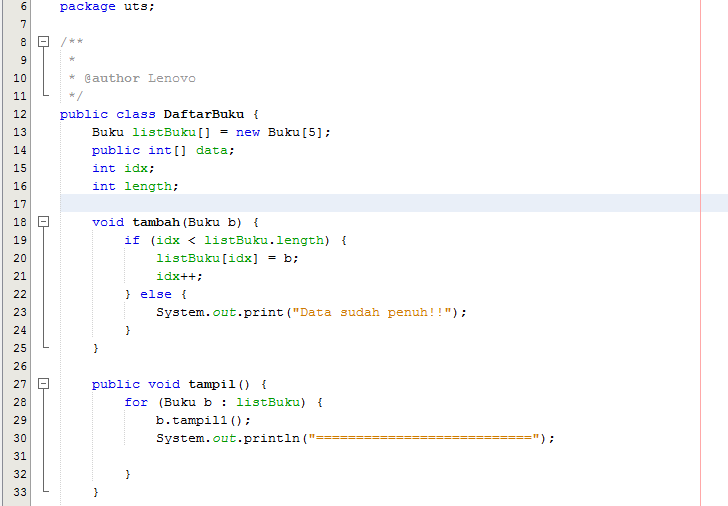 6 package uts;
7
8 /**
9 *
10 * @author Lenovo
11 */
12 public class DaftarBuku {
13 Buku listBuku[] = new Buku[5];
14 public int[] data;
15 int idx;
16 int length;
17
18 void tambah(Buku b) {
19 if (idx < listBuku.length) {
20 listBuku[idx] = b;
21 idx++;
22 } else {
23 System.out.print("Data sudah penuh!!");
24 }
25 }
26
27 public void tampil() {
28 for (Buku b : listBuku) {
29 b.tampil1();
30 System.out.println("===========================");
31
32 }
33 }